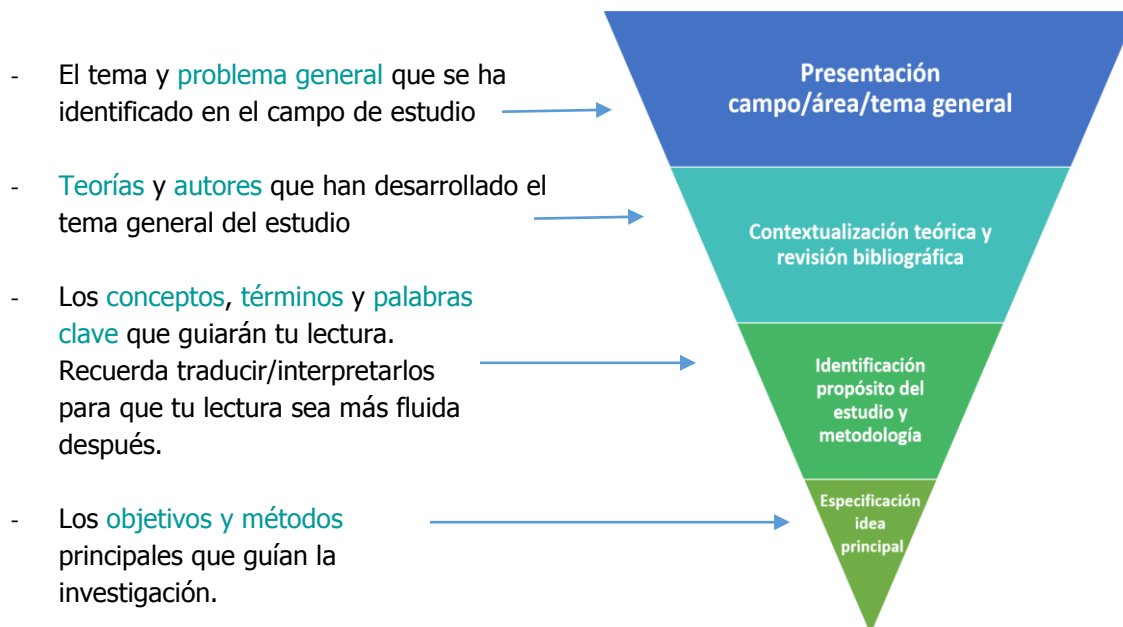 - El tema y problema general que se ha
identificado en el campo de estudio
- Teorías y autores que han desarrollado el
tema general del estudio
- Los conceptos, términos y palabras
clave que guiarán tu lectura.
Recuerda traducir/interpretarlos
para que tu lectura sea más fluida
después.
- Los objetivos y métodos
principales que guían la
investigación.
Presentación
campo/área/tema general
Contextualización teórica y
revisión bibliográfica
Identificación
propósito del
estudio y
metodología
Especificación
idea
principal